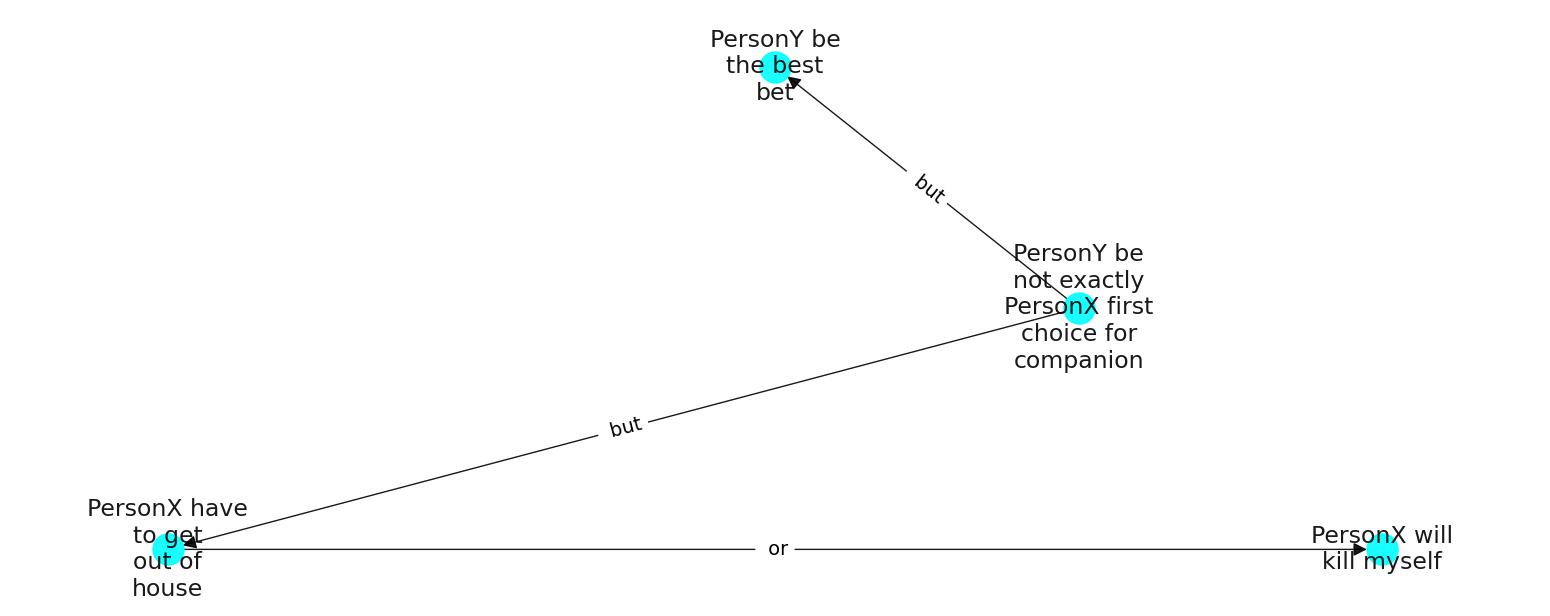 PersonY be
the best
bet
but
PersonY be
not exactly
PersonX first
choice for
companion
but
PersonX have
to get
out of
house
or
PersonX will
kill myself